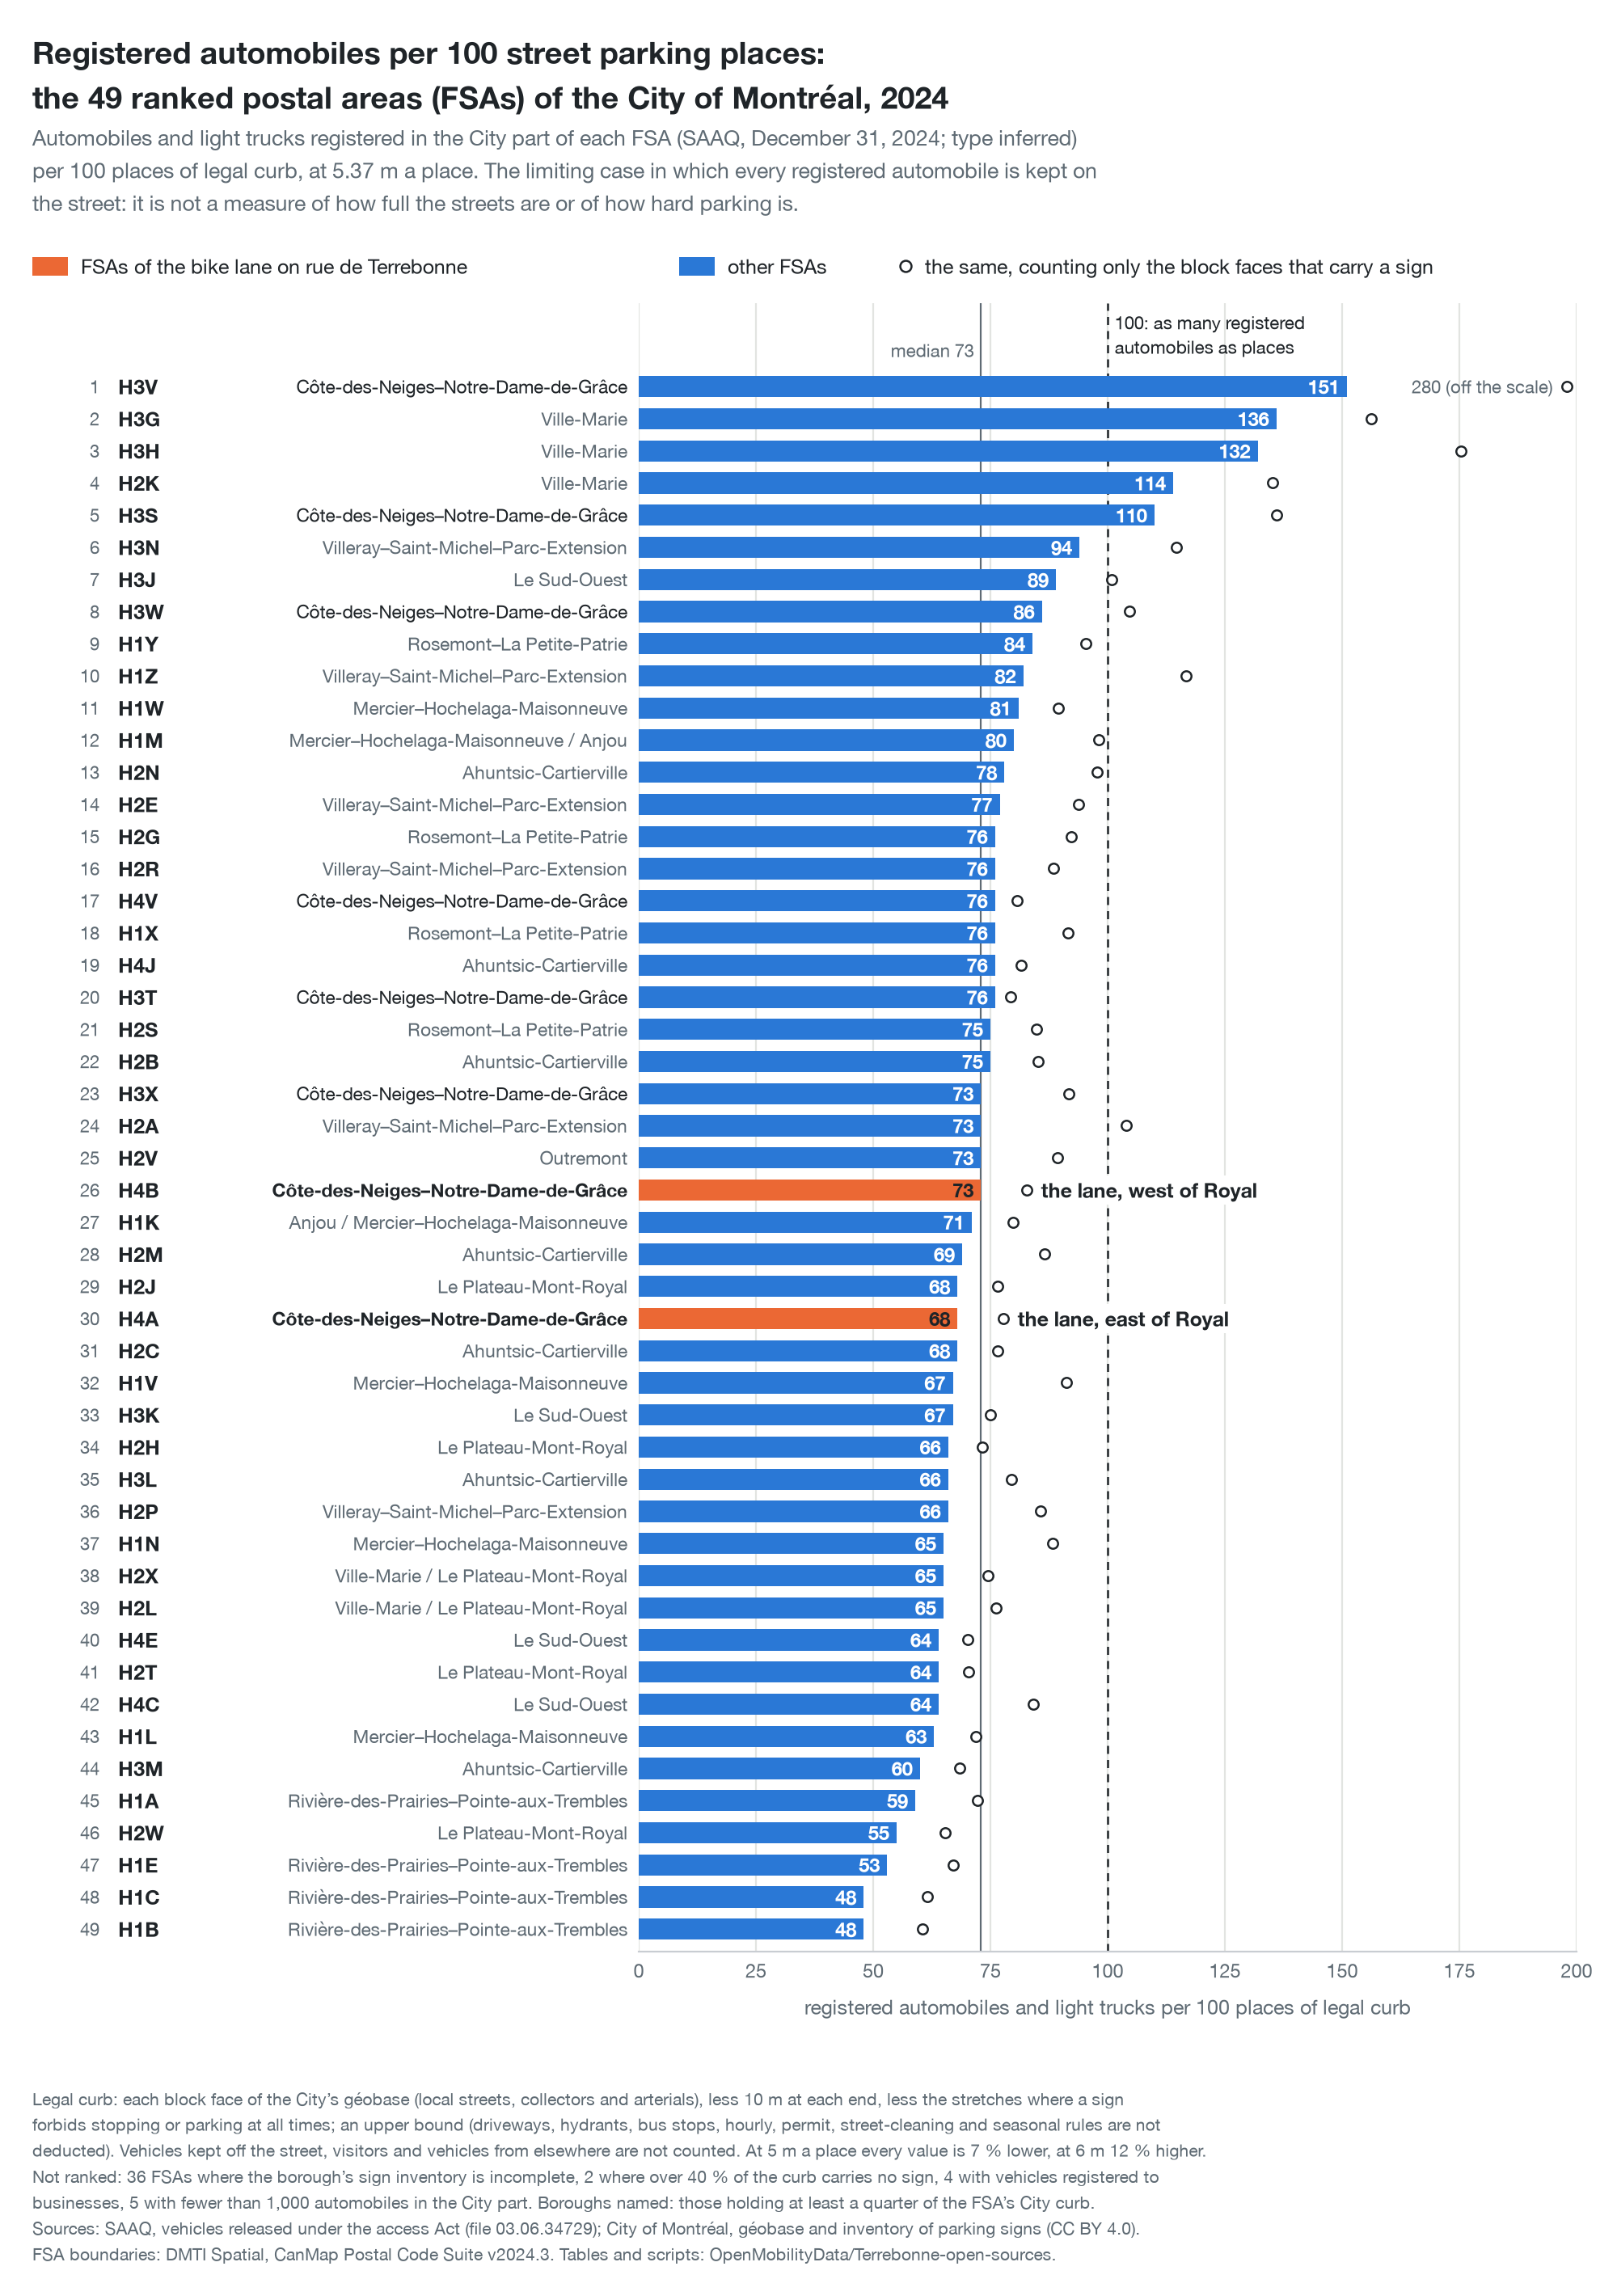 Registered automobiles per 100 street parking places:
the 49 ranked postal areas (FSAs) of the City of Montréal, 2024
Automobiles and light trucks registered in the City part of each FSA (SAAQ, December 31, 2024; type inferred)
per 100 places of legal curb, at 5.37 m a place. The limiting case in which every registered automobile is kept on
the street: it is not a measure of how full the streets are or of how hard parking is.
FSAs of the bike lane on rue de Terrebonne other FSAs the same, counting only the block faces that carry a sign
100: as many registered
automobiles as places
median 73
1 H3V Côte-des-Neiges–Notre-Dame-de-Grâce 151 280 (off the scale)
2 H3G Ville-Marie 136
3 H3H Ville-Marie 132
4 H2K Ville-Marie 114
5 H3S Côte-des-Neiges–Notre-Dame-de-Grâce 110
6 H3N Villeray–Saint-Michel–Parc-Extension 94
7 H3J Le Sud-Ouest 89
8 H3W Côte-des-Neiges–Notre-Dame-de-Grâce 86
9 H1Y Rosemont–La Petite-Patrie 84
10 H1Z Villeray–Saint-Michel–Parc-Extension 82
11 H1W Mercier–Hochelaga-Maisonneuve 81
12 H1M Mercier–Hochelaga-Maisonneuve / Anjou 80
13 H2N Ahuntsic-Cartierville 78
14 H2E Villeray–Saint-Michel–Parc-Extension 77
15 H2G Rosemont–La Petite-Patrie 76
16 H2R Villeray–Saint-Michel–Parc-Extension 76
17 H4V Côte-des-Neiges–Notre-Dame-de-Grâce 76
18 H1X Rosemont–La Petite-Patrie 76
19 H4J Ahuntsic-Cartierville 76
20 H3T Côte-des-Neiges–Notre-Dame-de-Grâce 76
21 H2S Rosemont–La Petite-Patrie 75
22 H2B Ahuntsic-Cartierville 75
23 H3X Côte-des-Neiges–Notre-Dame-de-Grâce 73
24 H2A Villeray–Saint-Michel–Parc-Extension 73
25 H2V Outremont 73
26 H4B Côte-des-Neiges–Notre-Dame-de-Grâce 73 the lane, west of Royal
27 H1K Anjou / Mercier–Hochelaga-Maisonneuve 71
28 H2M Ahuntsic-Cartierville 69
29 H2J Le Plateau-Mont-Royal 68
30 H4A Côte-des-Neiges–Notre-Dame-de-Grâce 68 the lane, east of Royal
31 H2C Ahuntsic-Cartierville 68
32 H1V Mercier–Hochelaga-Maisonneuve 67
33 H3K Le Sud-Ouest 67
34 H2H Le Plateau-Mont-Royal 66
35 H3L Ahuntsic-Cartierville 66
36 H2P Villeray–Saint-Michel–Parc-Extension 66
37 H1N Mercier–Hochelaga-Maisonneuve 65
38 H2X Ville-Marie / Le Plateau-Mont-Royal 65
39 H2L Ville-Marie / Le Plateau-Mont-Royal 65
40 H4E Le Sud-Ouest 64
41 H2T Le Plateau-Mont-Royal 64
42 H4C Le Sud-Ouest 64
43 H1L Mercier–Hochelaga-Maisonneuve 63
44 H3M Ahuntsic-Cartierville 60
45 H1A Rivière-des-Prairies–Pointe-aux-Trembles 59
46 H2W Le Plateau-Mont-Royal 55
47 H1E Rivière-des-Prairies–Pointe-aux-Trembles 53
48 H1C Rivière-des-Prairies–Pointe-aux-Trembles 48
49 H1B Rivière-des-Prairies–Pointe-aux-Trembles 48
0 25 50 75 100 125 150 175 200
registered automobiles and light trucks per 100 places of legal curb
Legal curb: each block face of the City’s géobase (local streets, collectors and arterials), less 10 m at each end, less the stretches where a sign
forbids stopping or parking at all times; an upper bound (driveways, hydrants, bus stops, hourly, permit, street-cleaning and seasonal rules are not
deducted). Vehicles kept off the street, visitors and vehicles from elsewhere are not counted. At 5 m a place every value is 7 % lower, at 6 m 12 % higher.
Not ranked: 36 FSAs where the borough’s sign inventory is incomplete, 2 where over 40 % of the curb carries no sign, 4 with vehicles registered to
businesses, 5 with fewer than 1,000 automobiles in the City part. Boroughs named: those holding at least a quarter of the FSA’s City curb.
Sources: SAAQ, vehicles released under the access Act (file 03.06.34729); City of Montréal, géobase and inventory of parking signs (CC BY 4.0).
FSA boundaries: DMTI Spatial, CanMap Postal Code Suite v2024.3. Tables and scripts: OpenMobilityData/Terrebonne-open-sources.